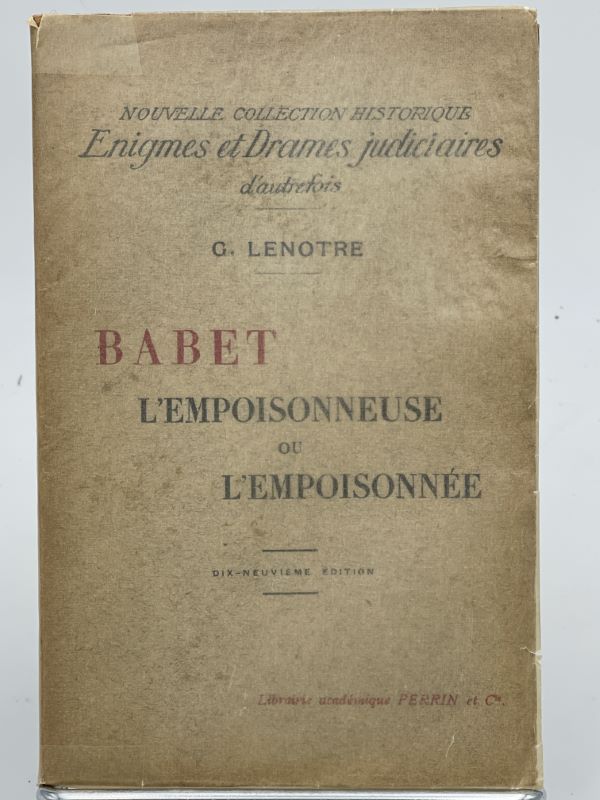 NOUVELLE COLLECTION HISTORIQUE
Enigmes et Drames judiciaires
d'autrefois
G. LENOTRE
BABET
L'EMPOISONNEUSE
OU
L'EMPOISONNÉE
DIX-NEUVIÈME ÉDITION
Librairie académique PERRIN et Cie.